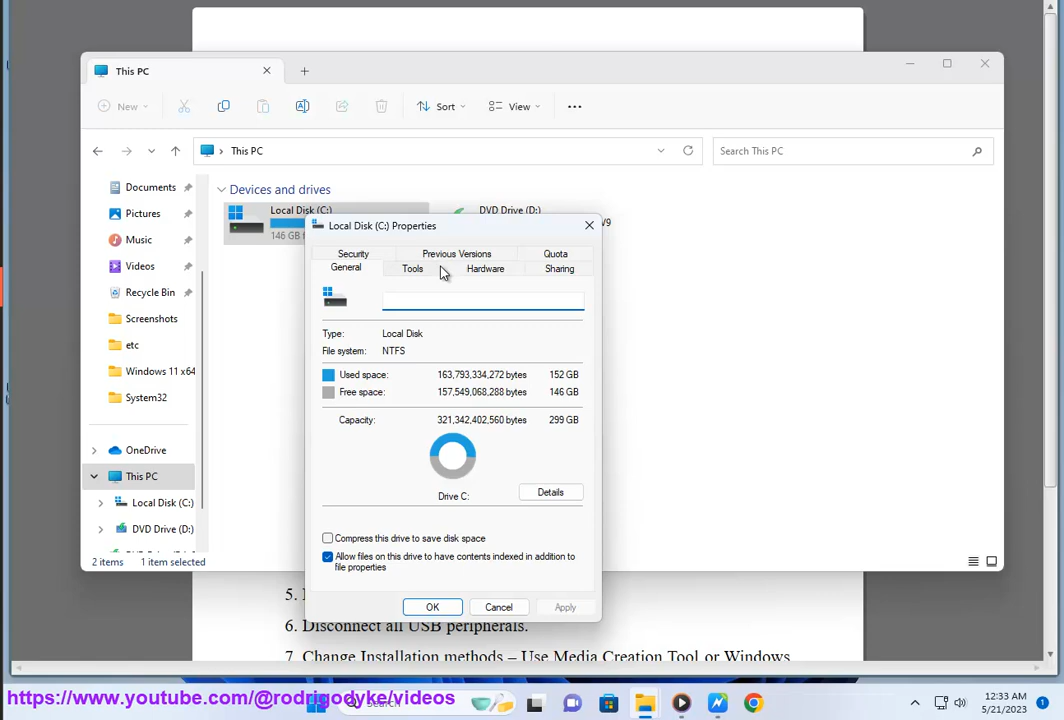 This PC
New
Sort
View
This PC
Search This PC
Documents
Pictures
Music
Videos
Recycle Bin
Screenshots
etc
Windows 11 x64
System32
OneDrive
This PC
Local Disk (C:)
DVD Drive (D:)
Devices and drives
Local Disk (C:)
146 GB
DVD Drive (D:)
Local Disk (C:) Properties
Security Previous Versions Quota
General Tools Hardware Sharing
Type: Local Disk
File system: NTFS
Used space: 163,793,334,272 bytes 152 GB
Free space: 157,549,068,288 bytes 146 GB
Capacity: 321,342,402,560 bytes 299 GB
Drive C:
Details
Compress this drive to save disk space
Allow files on this drive to have contents indexed in addition to
file properties
OK Cancel Apply
2 items 1 item selected
5.
6. Disconnect all USB peripherals.
7. Change Installation methods – Use Media Creation Tool or Windows
https://www.youtube.com/@rodrigodyke/videos
Search
12:33 AM
5/21/2023